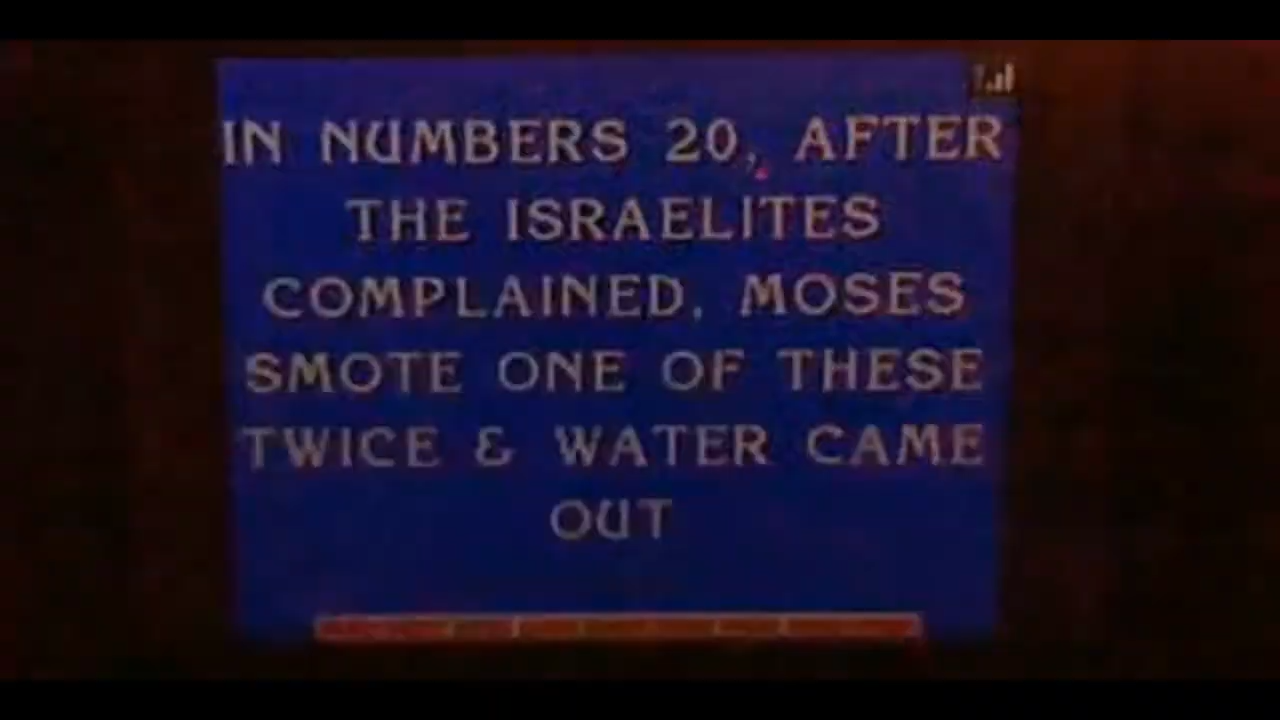 IN NUMBERS 20, AFTER
THE ISRAELITES
COMPLAINED, MOSES
SMOTE ONE OF THESE
TWICE & WATER CAME
OUT